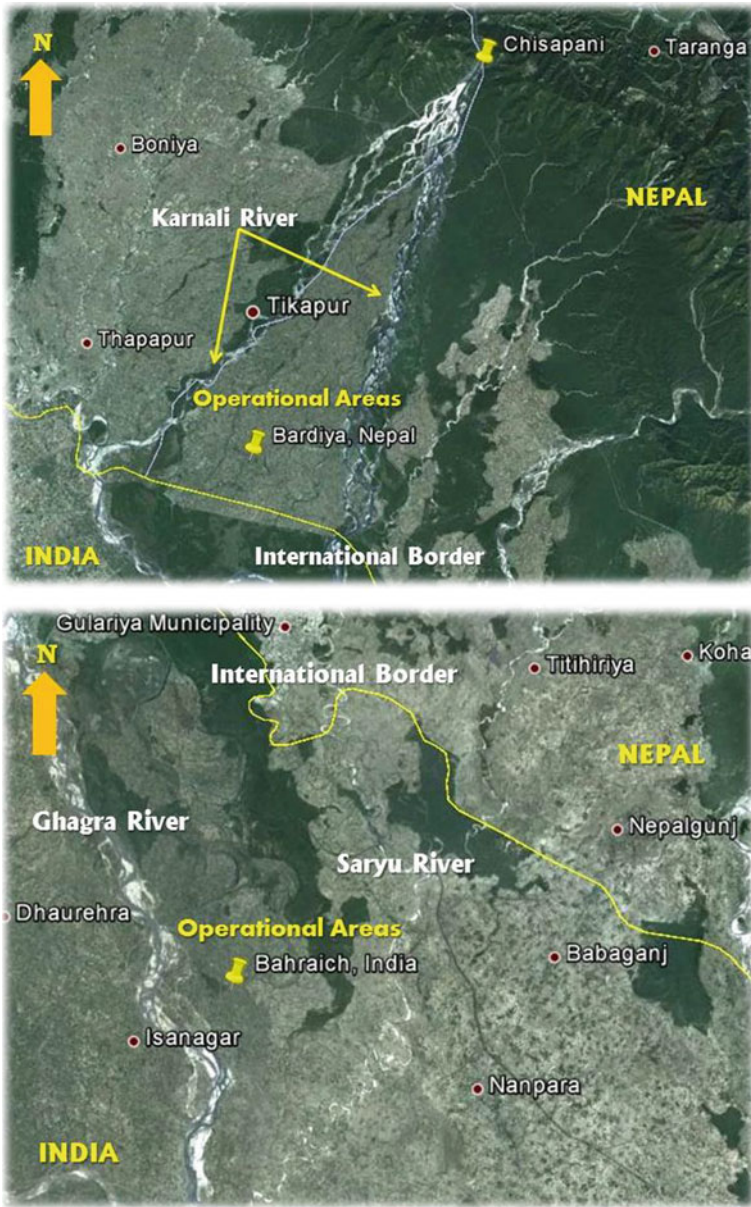 N
Chisapani
Taranga
Boniya
NEPAL
Karnali River
Tikapur
Thapapur
Operational Areas
Bardiya, Nepal
INDIA
International Border
Gulariya Municipality
N
International Border
Titihiriya
Koha
NEPAL
Ghagra River
Nepalgunj
Saryu River
Dhaurehra
Operational Areas
Babaganj
Bahraich, India
Isanagar
Nanpara
INDIA